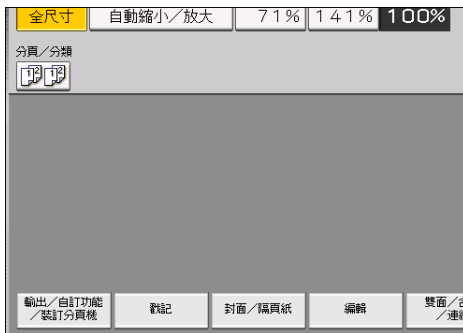 全尺寸 自動縮小／放大 71% 141% 100%
分頁／分類
輸出／自訂功能
／裝訂分頁機
戳記
封面／隔頁紙
編輯
雙面／
／連